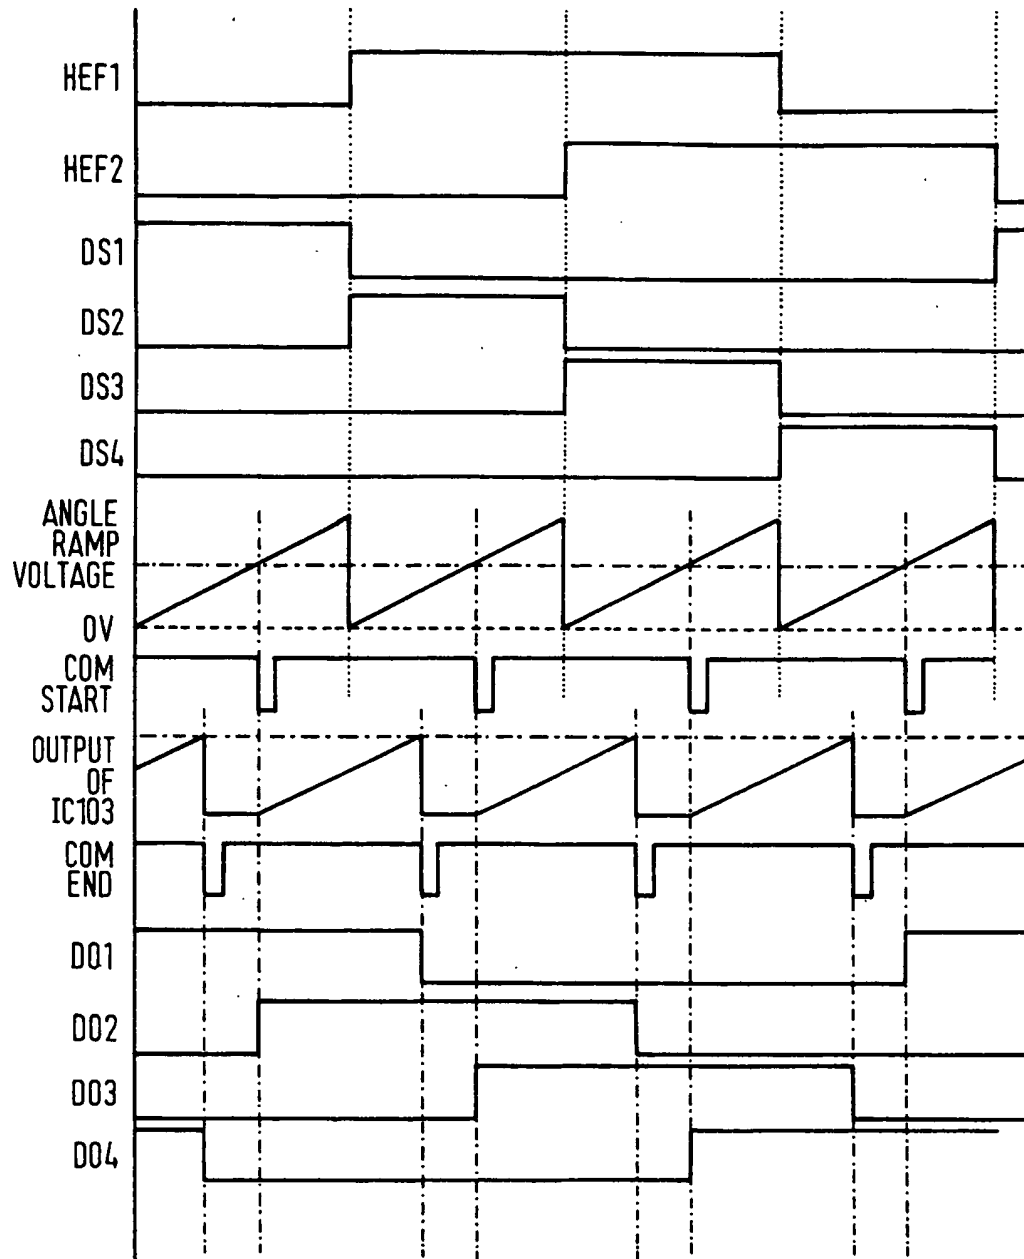 HEF1
HEF2
DS1
DS2
DS3
DS4
ANGLE
RAMP
VOLTAGE
0V
COM
START
OUTPUT
OF
IC103
COM
END
DO1
DO2
DO3
DO4